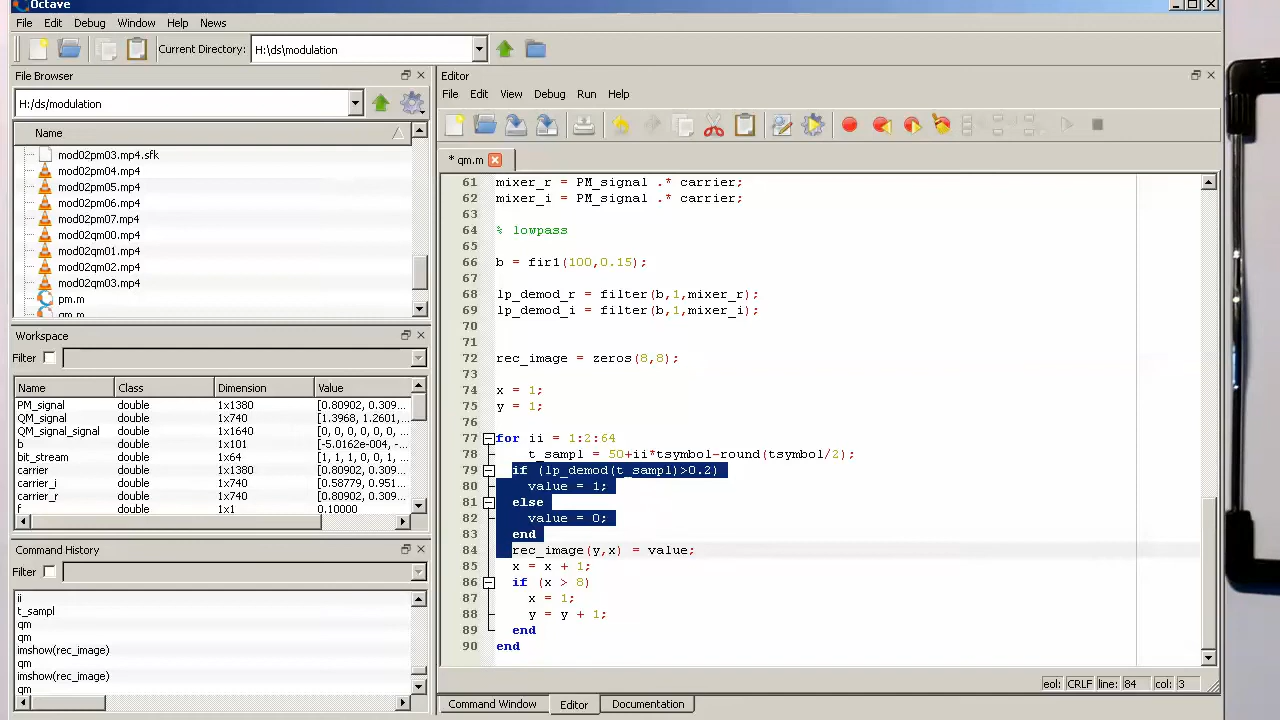 Octave
File Edit Debug Window Help News
Current Directory: H:\ds\modulation
File Browser
H:/ds/modulation
Name
mod02pm03.mp4.sfk
mod02pm04.mp4
mod02pm05.mp4
mod02pm06.mp4
mod02pm07.mp4
mod02qm00.mp4
mod02qm01.mp4
mod02qm02.mp4
mod02qm03.mp4
pm.m
qm.m
Workspace
Filter
Name Class Dimension Value
PM_signal double 1x1380 [0.80902, 0.309...
QM_signal double 1x740 [1.3968, 1.2601,...
QM_signal_signal double 1x1640 [0, 0, 0, 0, 0, 0,...
b double 1x101 [-5.0162e-004, -...
bit_stream double 1x64 [1, 1, 1, 0, 0, 1,...
carrier double 1x1380 [0.80902, 0.309...
carrier_i double 1x740 [0.58779, 0.951...
carrier_r double 1x740 [0.80902, 0.309...
f double 1x1 0.10000
Command History
Filter
ii
t_sampl
qm
qm
imshow(rec_image)
qm
imshow(rec_image)
qm
Editor
File Edit View Debug Run Help
* qm.m
61 mixer_r = PM_signal .* carrier;
62 mixer_i = PM_signal .* carrier;
63
64 % lowpass
65
66 b = fir1(100,0.15);
67
68 lp_demod_r = filter(b,1,mixer_r);
69 lp_demod_i = filter(b,1,mixer_i);
70
71
72 rec_image = zeros(8,8);
73
74 x = 1;
75 y = 1;
76
77 for ii = 1:2:64
78 t_sampl = 50+ii*tsymbol-round(tsymbol/2);
79 if (lp_demod(t_sampl)>0.2)
80 value = 1;
81 else
82 value = 0;
83 end
84 rec_image(y,x) = value;
85 x = x + 1;
86 if (x > 8)
87 x = 1;
88 y = y + 1;
89 end
90 end
eol: CRLF line: 84 col: 3
Command Window Editor Documentation